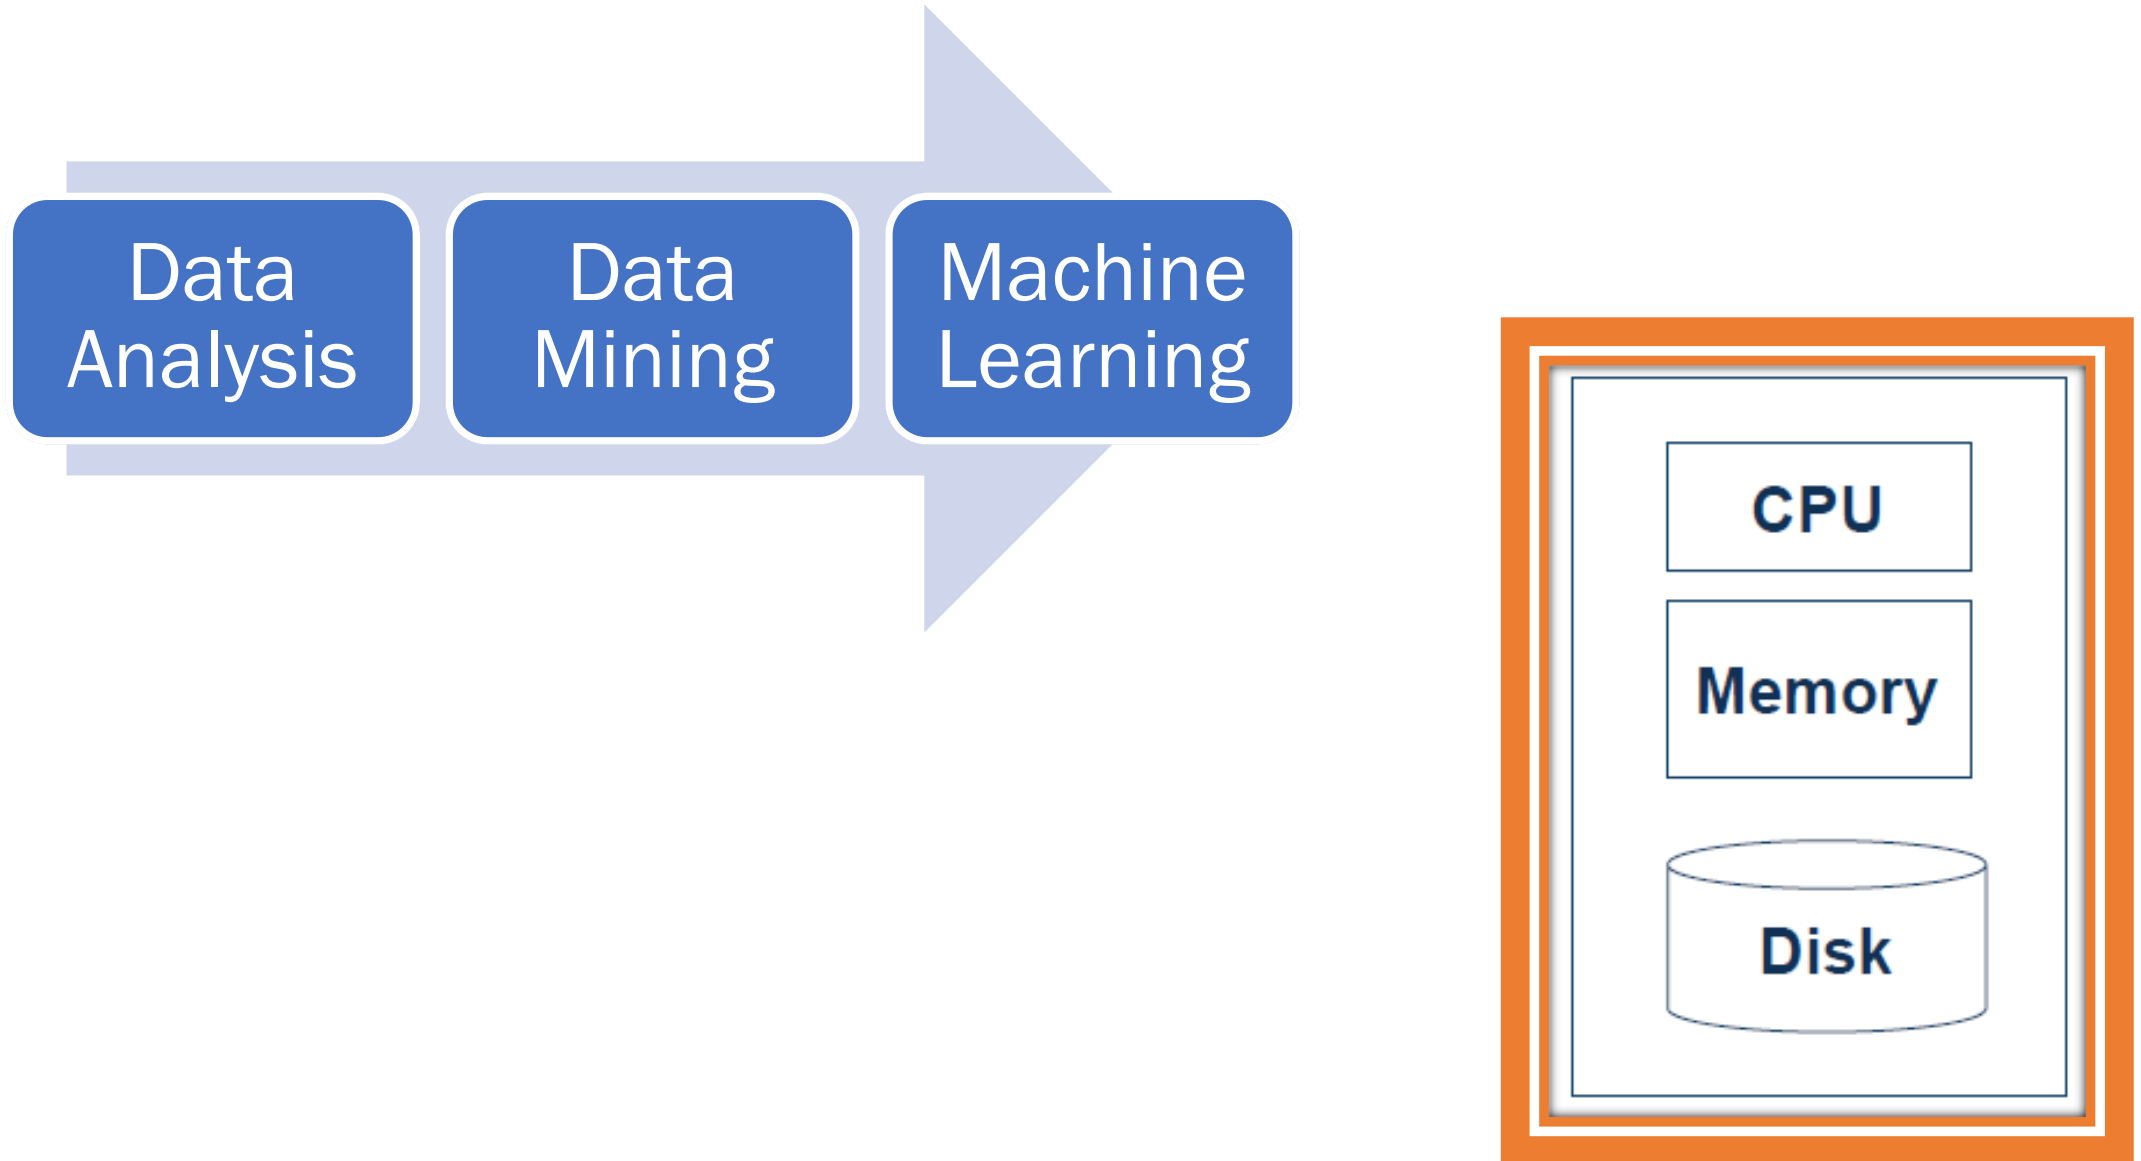 Data
Analysis
Data
Mining
Machine
Learning
CPU
Memory
Disk